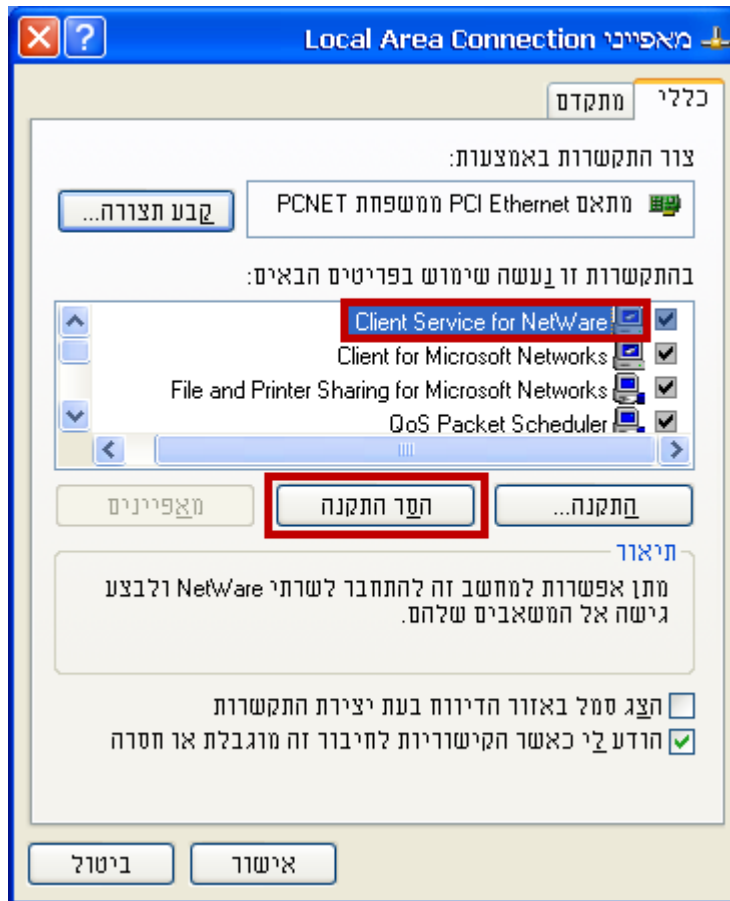 מאפייני Local Area Connection
כללי
מתקדם
צור התקשרות באמצעות:
מתאם PCI Ethernet ממשפחת PCNET
קבע תצורה...
בהתקשרות זו נעשה שימוש בפריטים הבאים:
Client Service for NetWare
Client for Microsoft Networks
File and Printer Sharing for Microsoft Networks
QoS Packet Scheduler
התקנה...
הסר התקנה
מאפיינים
תיאור
מתן אפשרות למחשב זה להתחבר לשרתי NetWare ולבצע
גישה אל המשאבים שלהם.
הצג סמל באזור הדיווח בעת יצירת התקשרות
הודע לי כאשר הקישוריות לחיבור זה מוגבלת או חסרה
אישור
ביטול